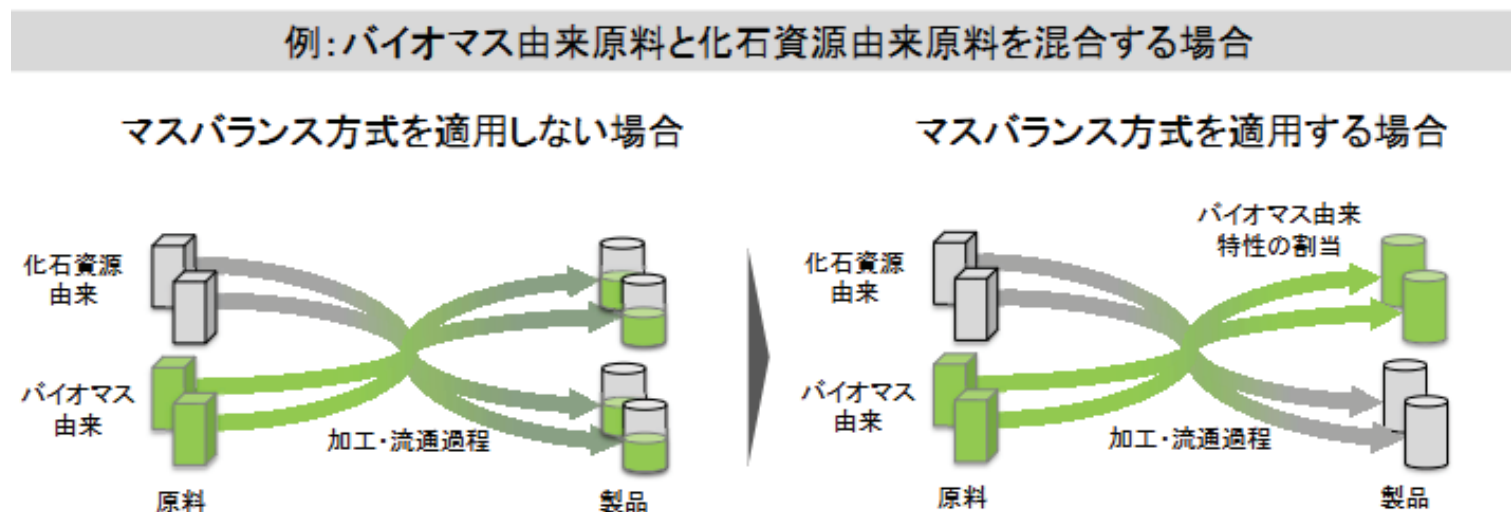 例：バイオマス由来原料と化石資源由来原料を混合する場合
マスバランス方式を適用しない場合
化石資源
由来
バイオマス
由来
加工・流通過程
原料
製品
マスバランス方式を適用する場合
バイオマス由来
特性の割当
化石資源
由来
バイオマス
由来
加工・流通過程
原料
製品